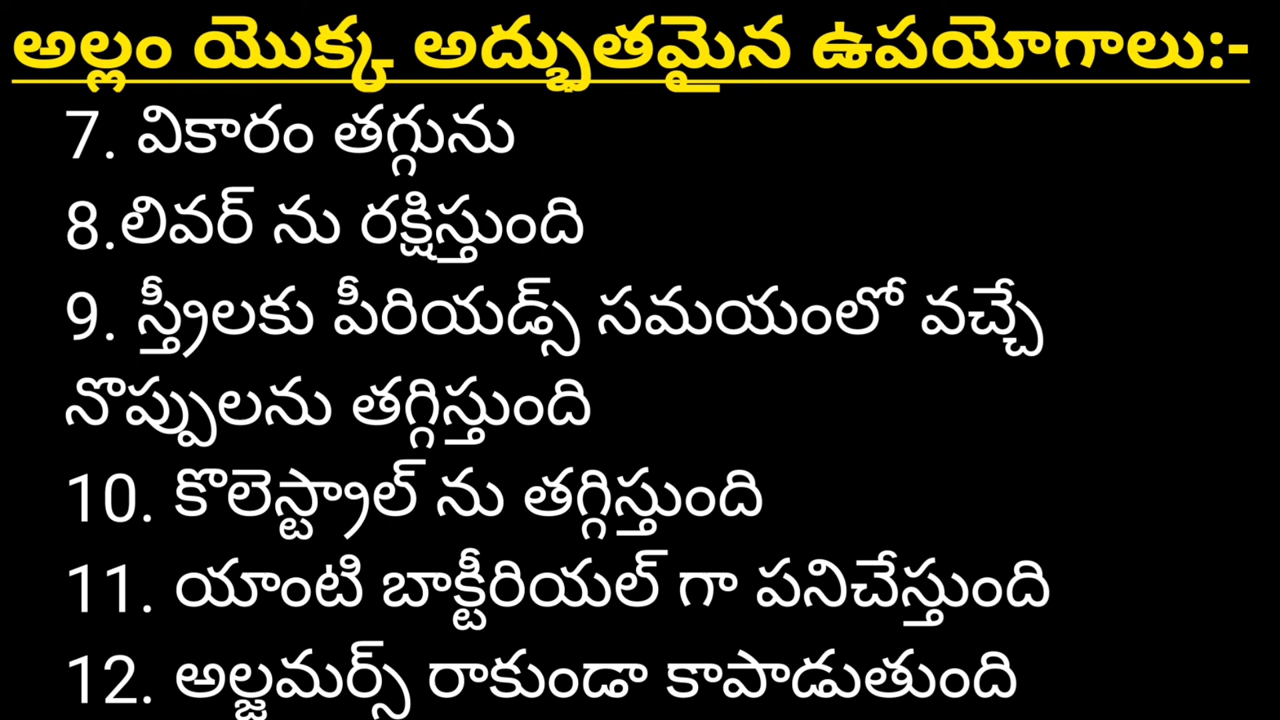 అల్లం యొక్క అద్భుతమైన ఉపయోగాలు:-
7. వికారం తగ్గును
8.లివర్ ను రక్షిస్తుంది
9. స్త్రీలకు పీరియడ్స్ సమయంలో వచ్చే
నొప్పులను తగ్గిస్తుంది
10. కొలెస్ట్రాల్ ను తగ్గిస్తుంది
11. యాంటి బాక్టీరియల్ గా పనిచేస్తుంది
12. అల్జమర్స్ రాకుండా కాపాడుతుంది